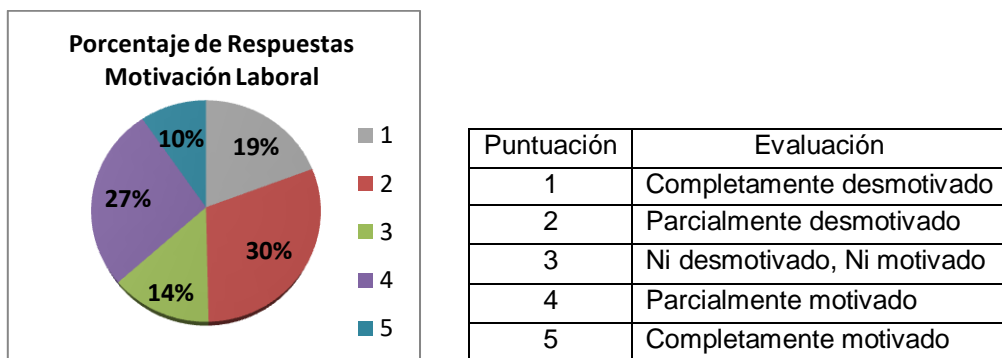 Porcentaje de Respuestas
Motivación Laboral
10%
19%
27%
30%
14%
1
2
3
4
5
Puntuación Evaluación
1 Completamente desmotivado
2 Parcialmente desmotivado
3 Ni desmotivado, Ni motivado
4 Parcialmente motivado
5 Completamente motivado